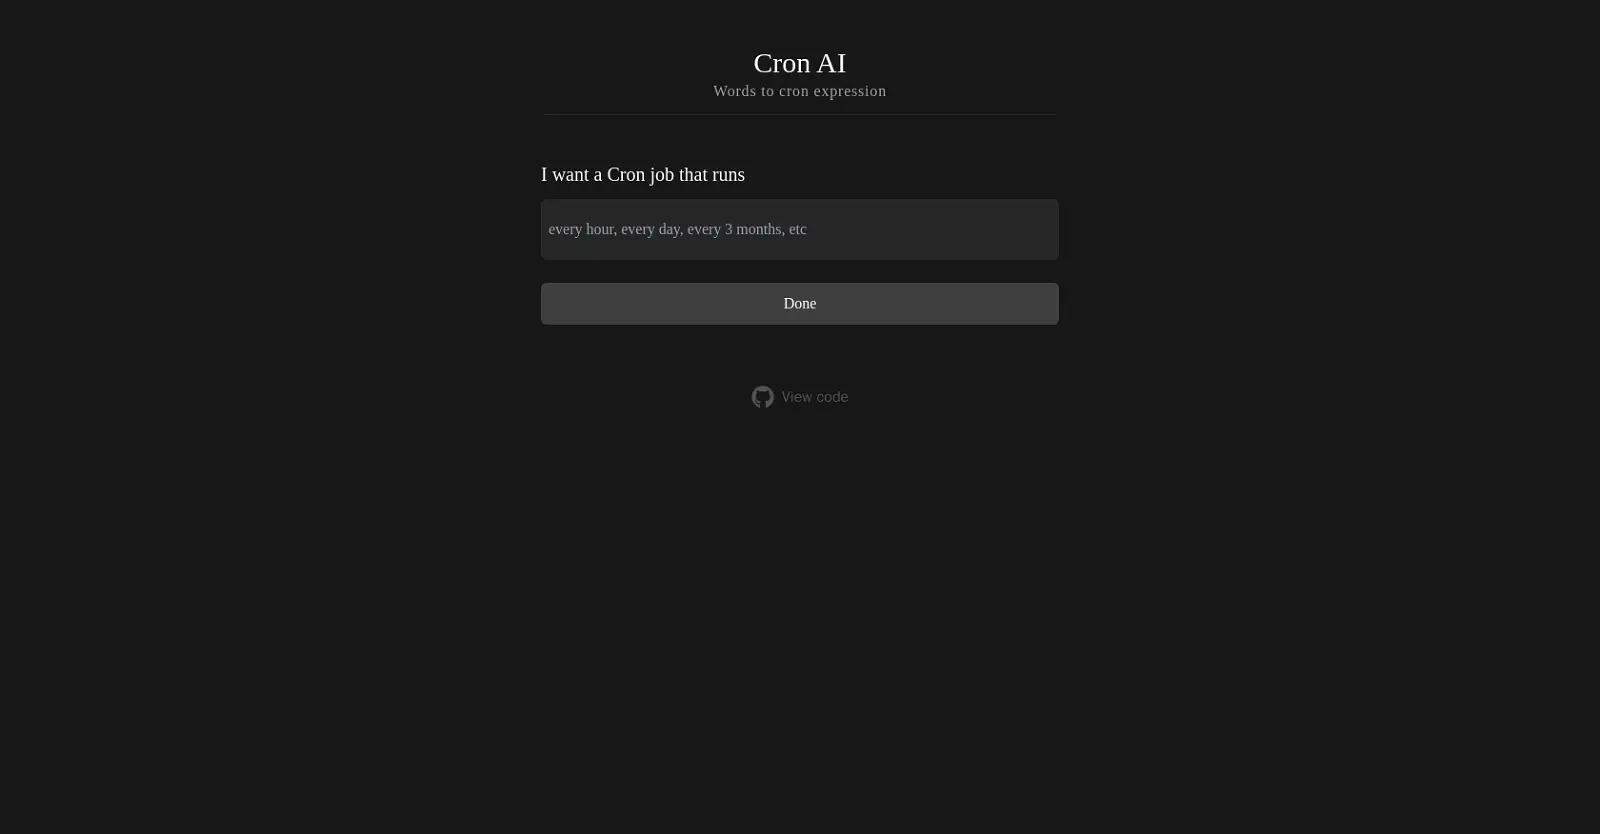 Cron AI
Words to cron expression
I want a Cron job that runs
every hour, every day, every 3 months, etc
Done
View code